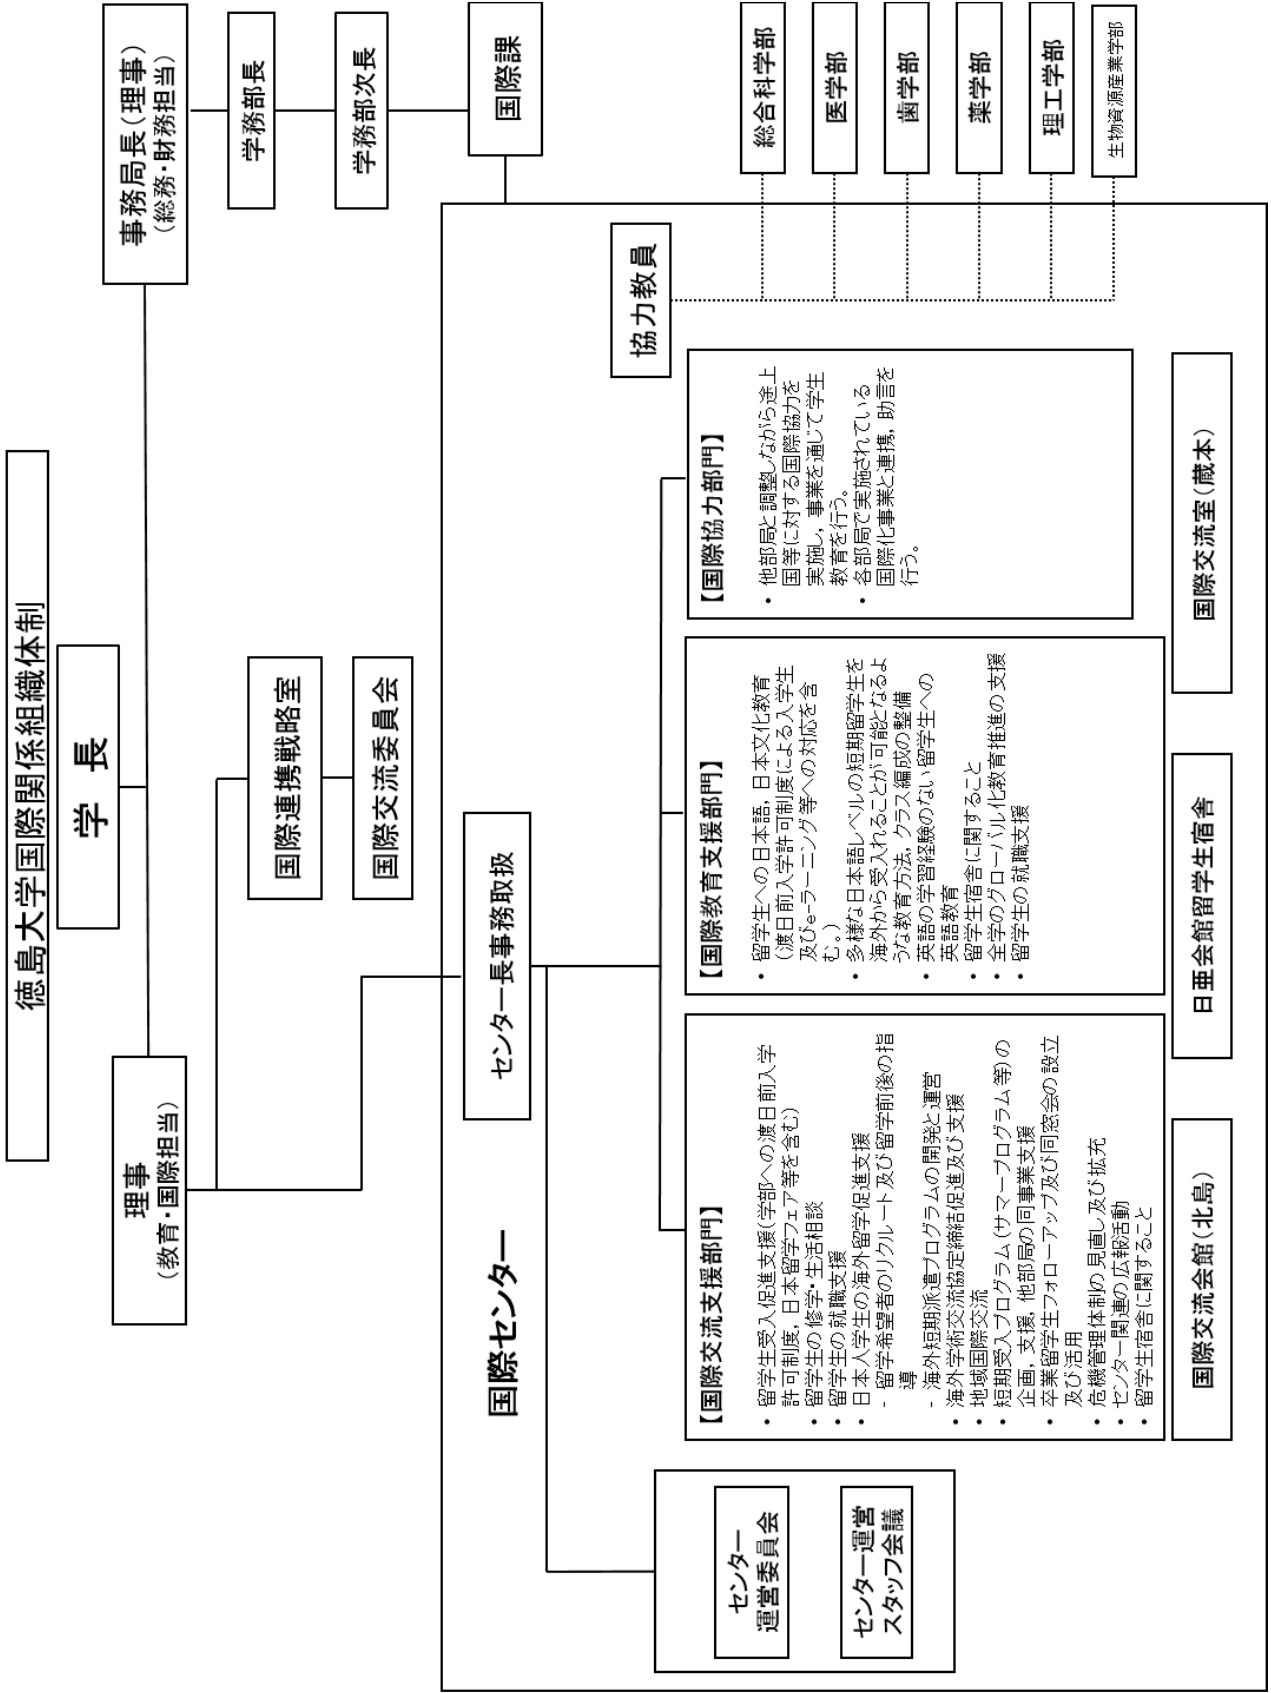 徳島大学国際関係組織体制
学 長
理事
（教育・国際担当）
事務局長（理事）
（総務・財務担当）
学務部長
学務部次長
国際課
国際連携戦略室
国際交流委員会
国際センター
センター長事務取扱
センター
運営委員会
センター運営
スタッフ会議
【国際交流支援部門】
・ 留学生受入促進支援（学部への渡日前入学
許可制度，日本留学フェア等を含む）
・ 留学生の修学・生活相談
・ 留学生の就職支援
・ 日本人学生の海外留学促進支援
- 留学希望者のリクルート及び留学前後の指
導
- 海外短期派遣プログラムの開発と運営
・ 海外学術交流協定締結促進及び支援
・ 地域国際交流
・ 短期受入プログラム（サマープログラム等）の
企画，支援，他部局の同事業支援
・ 卒業留学生フォローアップ及び同窓会の設立
及び活用
・ 危機管理体制の見直し及び拡充
・ センター関連の広報活動
・ 留学生宿舎に関すること
【国際教育支援部門】
・ 留学生への日本語，日本文化教育
（渡日前入学許可制度による入学生
及びe-ラーニング等への対応を含
む。）
・ 多様な日本語レベルの短期留学生を
海外から受入れることが可能となるよ
うな教育方法，クラス編成の整備
・ 英語の学習経験のない留学生への
英語教育
・ 留学生宿舎に関すること
・ 全学のグローバル化教育推進の支援
・ 留学生の就職支援
【国際協力部門】
・ 他部局と調整しながら途上
国等に対する国際協力を
実施し，事業を通じて学生
教育を行う。
・ 各部局で実施されている
国際化事業と連携，助言を
行う。
協力教員
総合科学部
医学部
歯学部
薬学部
理工学部
生物資源産業学部
国際交流会館（北島）
日亜会館留学生宿舎
国際交流室（蔵本）